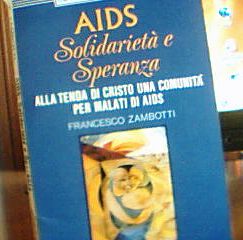 AIDS
Solidarietà e
Speranza
ALLA TENDA DI CRISTO UNA COMUNITÀ
PER MALATI DI AIDS
FRANCESCO ZAMBOTTI